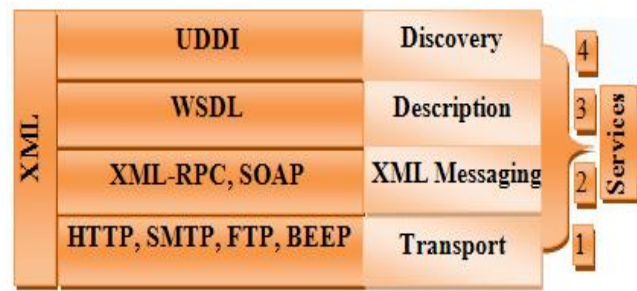 XML
UDDI
Discovery
4
WSDL
Description
3
XML-RPC, SOAP
XML Messaging
2
HTTP, SMTP, FTP, BEEP
Transport
1
Services